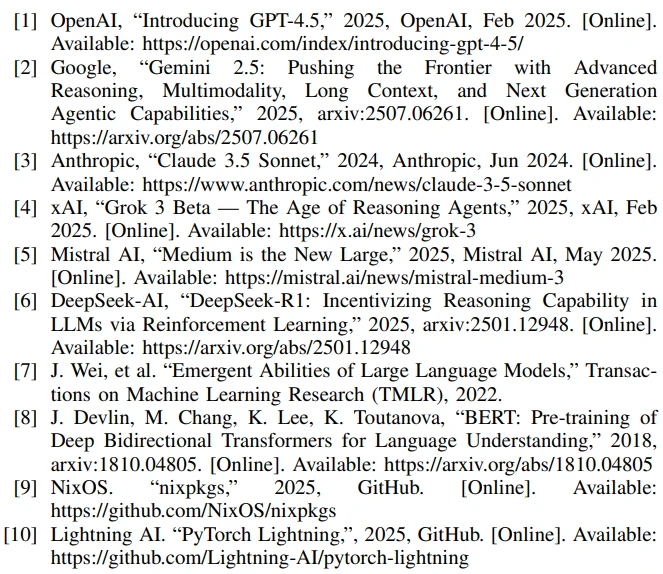 [1] OpenAI, “Introducing GPT-4.5,” 2025, OpenAI, Feb 2025. [Online].
Available: https://openai.com/index/introducing-gpt-4-5/
[2] Google, “Gemini 2.5: Pushing the Frontier with Advanced
Reasoning, Multimodality, Long Context, and Next Generation
Agentic Capabilities,” 2025, arxiv:2507.06261. [Online]. Available:
https://arxiv.org/abs/2507.06261
[3] Anthropic, “Claude 3.5 Sonnet,” 2024, Anthropic, Jun 2024. [Online].
Available: https://www.anthropic.com/news/claude-3-5-sonnet
[4] xAI, “Grok 3 Beta — The Age of Reasoning Agents,” 2025, xAI, Feb
2025. [Online]. Available: https://x.ai/news/grok-3
[5] Mistral AI, “Medium is the New Large,” 2025, Mistral AI, May 2025.
[Online]. Available: https://mistral.ai/news/mistral-medium-3
[6] DeepSeek-AI, “DeepSeek-R1: Incentivizing Reasoning Capability in
LLMs via Reinforcement Learning,” 2025, arxiv:2501.12948. [Online].
Available: https://arxiv.org/abs/2501.12948
[7] J. Wei, et al. “Emergent Abilities of Large Language Models,” Transac-
tions on Machine Learning Research (TMLR), 2022.
[8] J. Devlin, M. Chang, K. Lee, K. Toutanova, “BERT: Pre-training of
Deep Bidirectional Transformers for Language Understanding,” 2018,
arxiv:1810.04805. [Online]. Available: https://arxiv.org/abs/1810.04805
[9] NixOS. “nixpkgs,” 2025, GitHub. [Online]. Available:
https://github.com/NixOS/nixpkgs
[10] Lightning AI. “PyTorch Lightning,”, 2025, GitHub. [Online]. Available:
https://github.com/Lightning-AI/pytorch-lightning